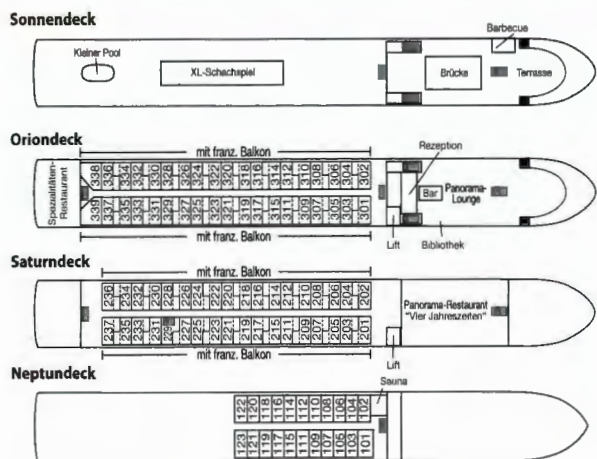 Sonnendeck
Barbecue
Kleiner Pool
XL-Schachspiel
Brücke
Terrasse
Oriondeck
mit franz. Balkon
Rezeption
Spezialitäten-
Restaurant
338 336 334 332 330 328 326 324 322 320 318 316 314 312 310 308 306 304 302
339 337 335 333 331 329 327 325 323 321 319 317 315 311 309 307 305 303 301
Bar
Panorama-
Lounge
mit franz. Balkon
Lift
Bibliothek
Saturndeck
mit franz. Balkon
236 234 232 230 228 226 224 222 220 218 216 214 212 210 208 206 204 202
237 235 233 231 229 227 225 223 221 219 217 215 211 209 207 205 203 201
Panorama-Restaurant
"Vier Jahreszeiten"
mit franz. Balkon
Lift
Neptundeck
Sauna
122 120 118 116 114 112 110 108 106 104 102
123 121 119 117 115 111 109 107 105 103 101